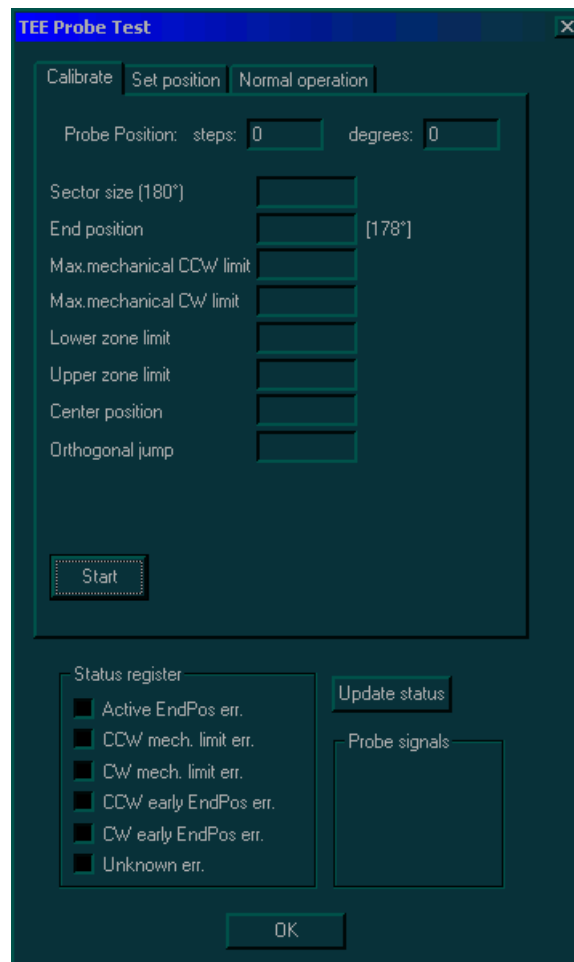 TEE Probe Test
Calibrate Set position Normal operation
Probe Position: steps: 0 degrees: 0
Sector size (180°)
End position [178°]
Max.mechanical CCW limit
Max.mechanical CW limit
Lower zone limit
Upper zone limit
Center position
Orthogonal jump
Start
Status register
Update status
Active EndPos err.
CCW mech. limit err.
Probe signals
CW mech. limit err.
CCW early EndPos err.
CW early EndPos err.
Unknown err.
OK